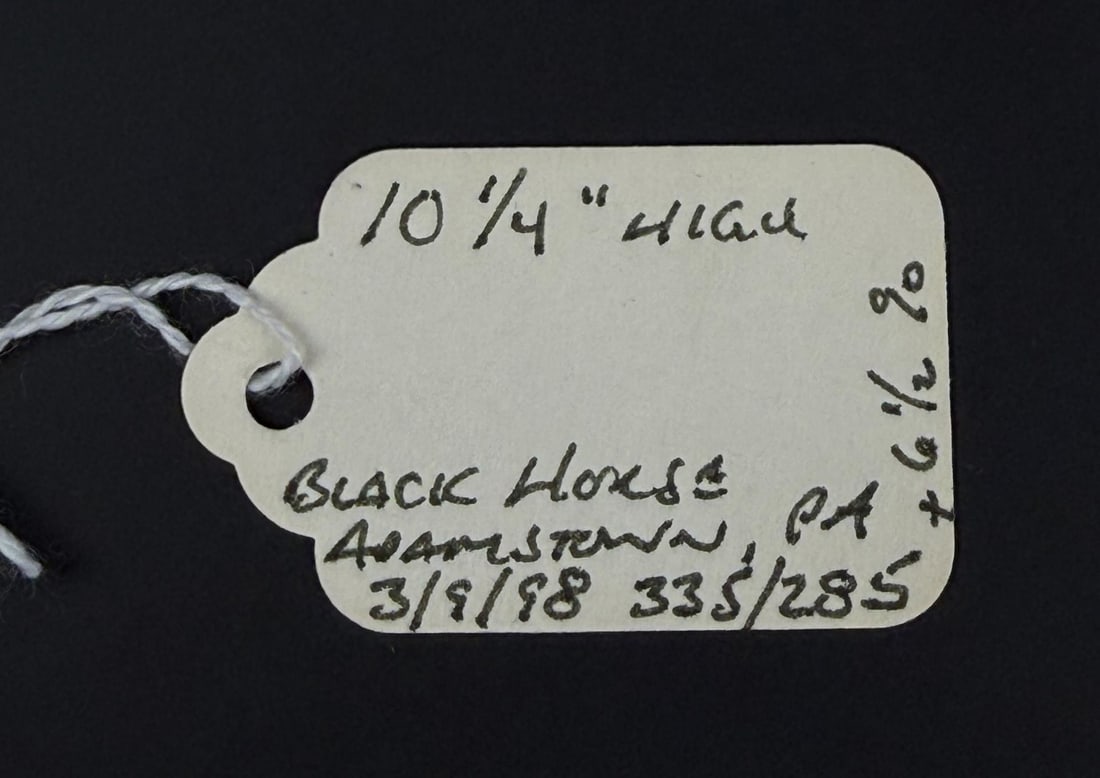 10 1/4" HIGH
BLACK HORSE
ADAMSTOWN, PA
3/9/98 335/285
+ 6 1/2 %